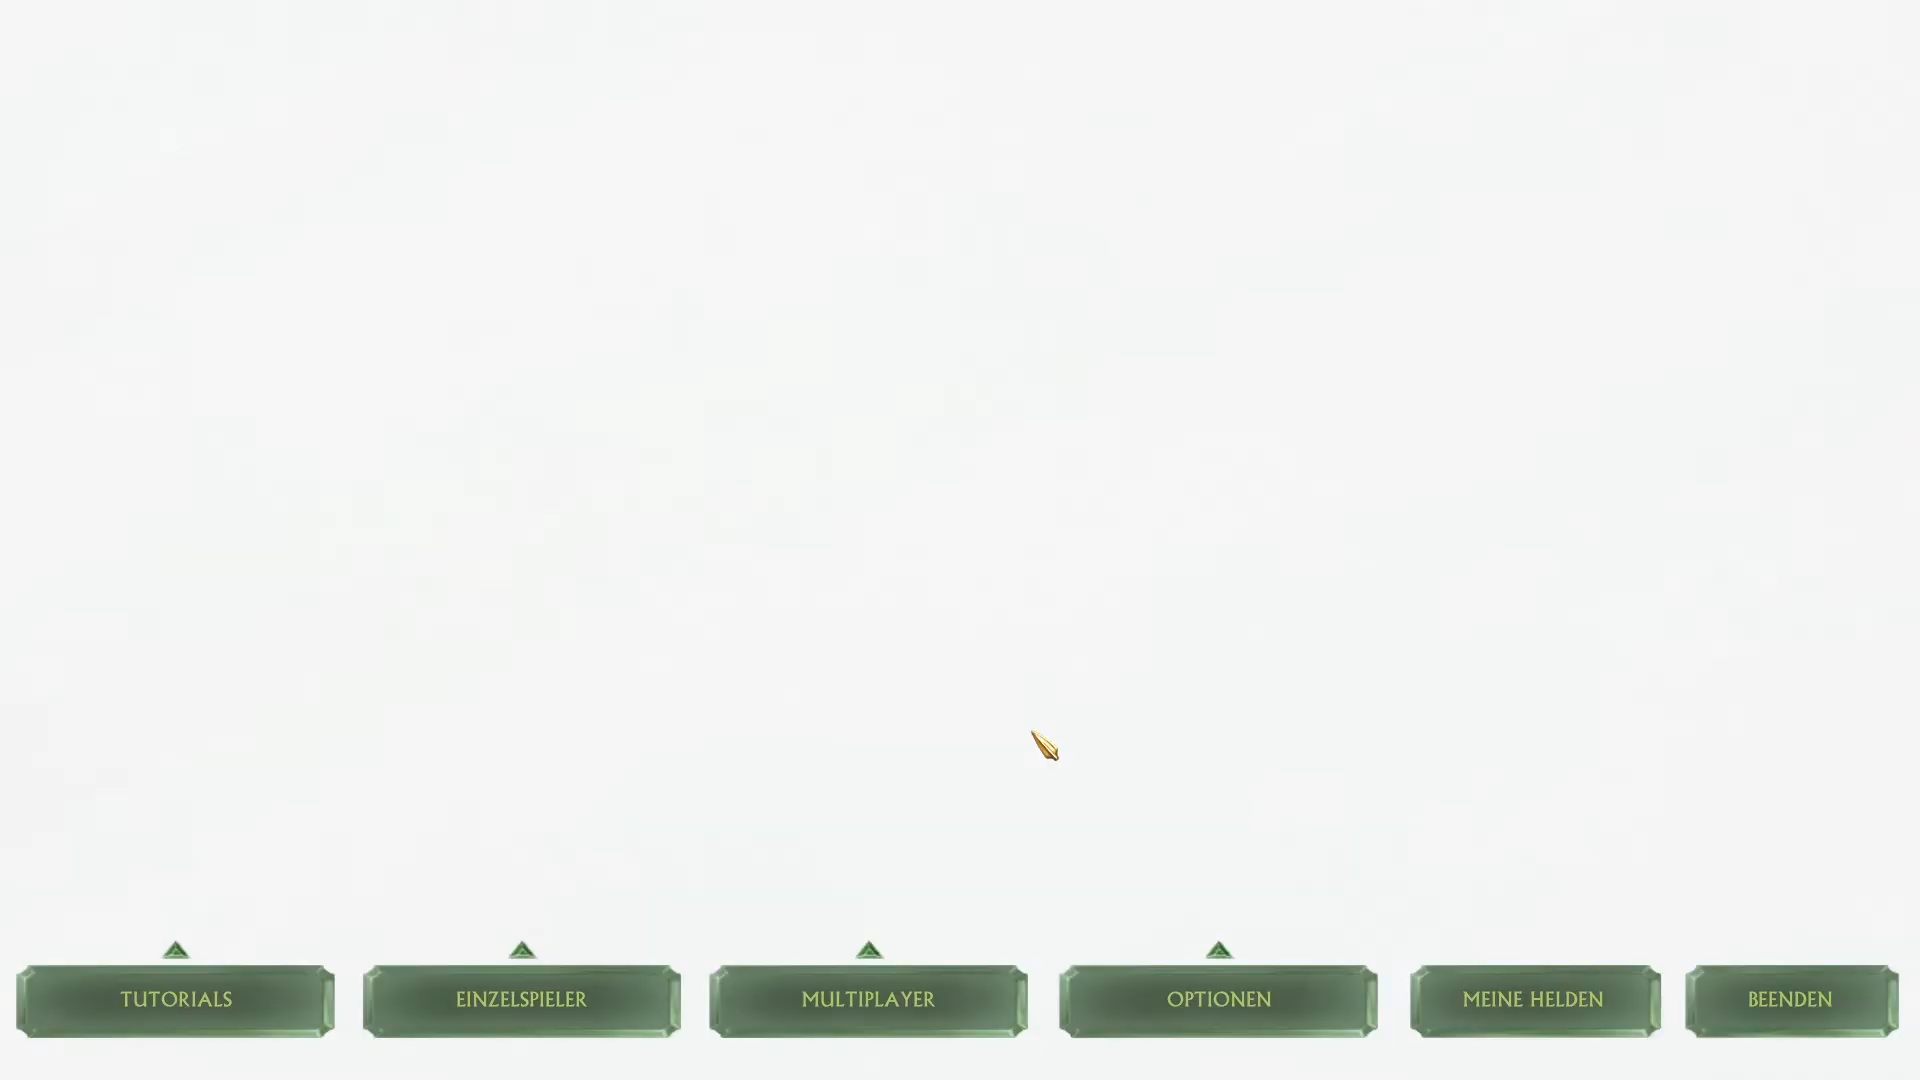 TUTORIALS
EINZELSPIELER
MULTIPLAYER
OPTIONEN
MEINE HELDEN
BEENDEN